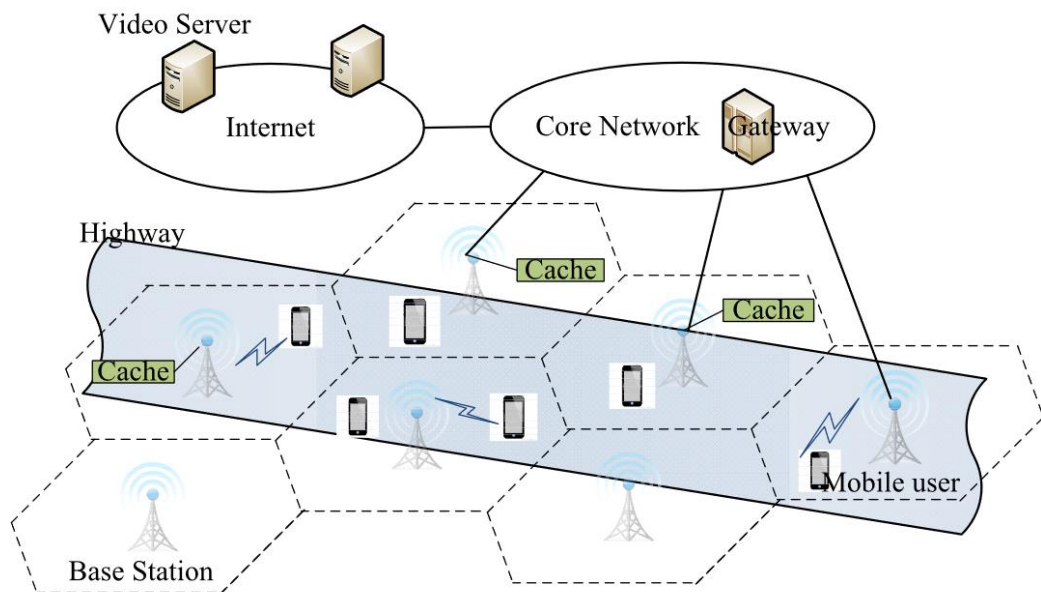 Video Server
Internet
Core Network
Gateway
Highway
Cache
Cache
Cache
Mobile user
Base Station